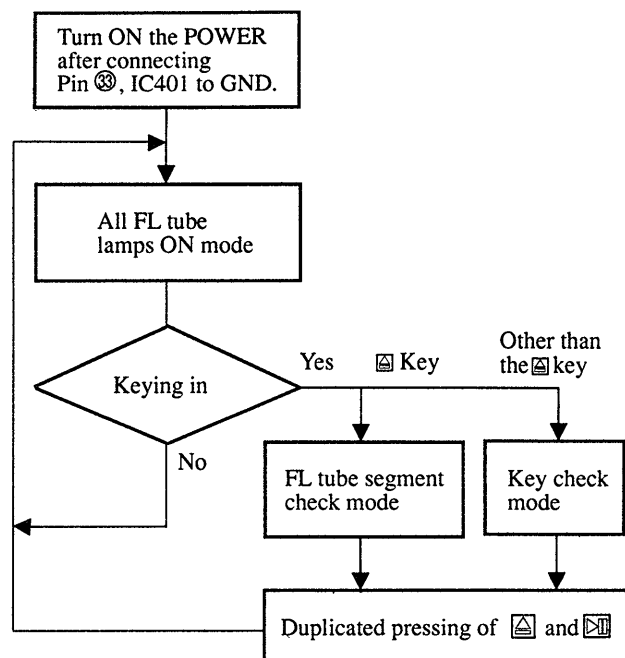 Turn ON the POWER
after connecting
Pin ㉝, IC401 to GND.
All FL tube
lamps ON mode
Keying in
Yes ⏏ Key
Other than
the ⏏ key
No
FL tube segment
check mode
Key check
mode
Duplicated pressing of ⏏ and ⏯